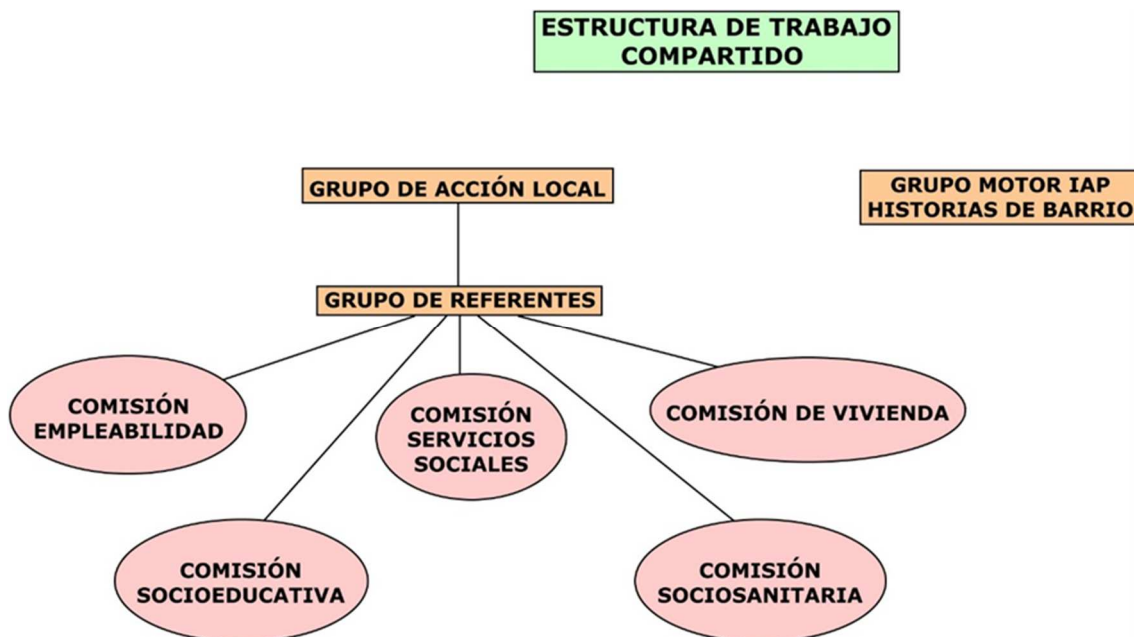 ESTRUCTURA DE TRABAJO
COMPARTIDO
GRUPO DE ACCIÓN LOCAL
GRUPO MOTOR IAP
HISTORIAS DE BARRIO
GRUPO DE REFERENTES
COMISIÓN
EMPLEABILIDAD
COMISIÓN
SERVICIOS
SOCIALES
COMISIÓN DE VIVIENDA
COMISIÓN
SOCIOEDUCATIVA
COMISIÓN
SOCIOSANITARIA